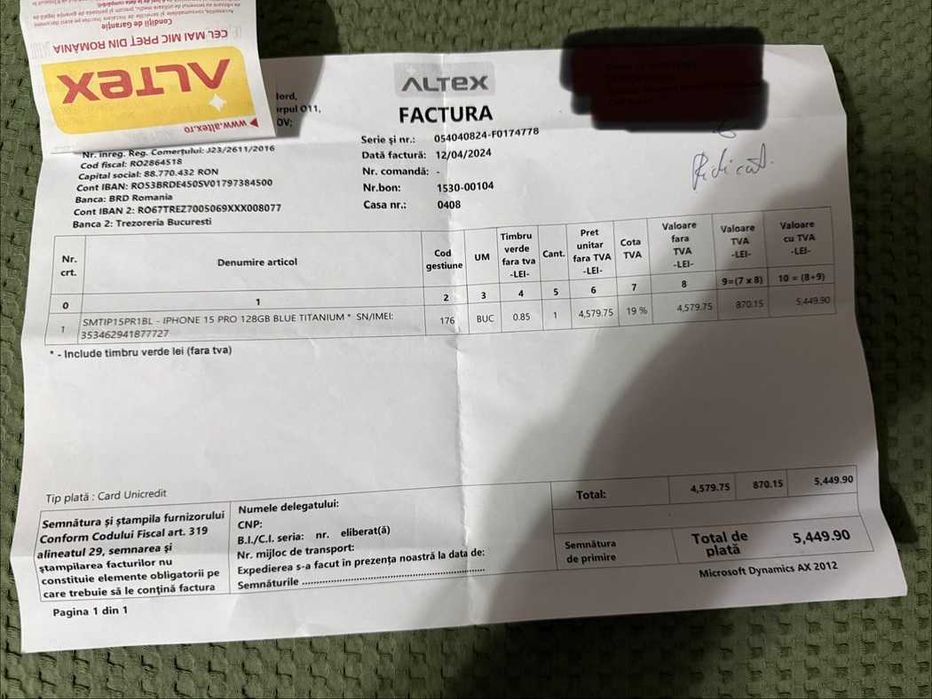 ALTEX
FACTURA
Serie și nr.: 054040824-F0174778
Dată factură: 12/04/2024
Nr. comandă: -
Nr.bon: 1530-00104
Casa nr.: 0408
lord,
OV;
Nr. inreg. Reg. Comerțului: J23/2611/2016
Cod fiscal: RO2864518
Capital social: 88.770.432 RON
Cont IBAN: RO53BRDE450SV01797384500
Banca: BRD Romania
Cont IBAN 2: RO67TREZ7005069XXX008077
Banca 2: Trezoreria Bucuresti
Ridicat.
CEL MAI MIC PREȚ DIN ROMÂNIA
Condiții de Garanție
ALTEX
www.altex.ro
Nr. crt. Denumire articol Cod gestiune UM Timbru verde fara tva -LEI- Cant. Pret unitar fara TVA -LEI- Cota TVA Valoare fara TVA -LEI- Valoare TVA -LEI- Valoare cu TVA -LEI-
0 1 2 3 4 5 6 7 8 9=(7 x 8) 10 = (8+9)
1 SMTIP15PR1BL - IPHONE 15 PRO 128GB BLUE TITANIUM * SN/IMEI: 353462941877727 176 BUC 0.85 1 4,579.75 19 % 4,579.75 870.15 5,449.90
* - Include timbru verde lei (fara tva)
Tip plată : Card Unicredit
Semnătura și ștampila furnizorului
Conform Codului Fiscal art. 319
alineatul 29, semnarea și
ștampilarea facturilor nu
constituie elemente obligatorii pe
care trebuie să le conțină factura
Numele delegatului:
CNP:
B.I./C.I. seria: nr. eliberat(ă)
Nr. mijloc de transport:
Expedierea s-a facut in prezența noastră la data de:
Semnăturile
Total: 4,579.75 870.15 5,449.90
Semnătura de primire
Total de plată 5,449.90
Microsoft Dynamics AX 2012
Pagina 1 din 1